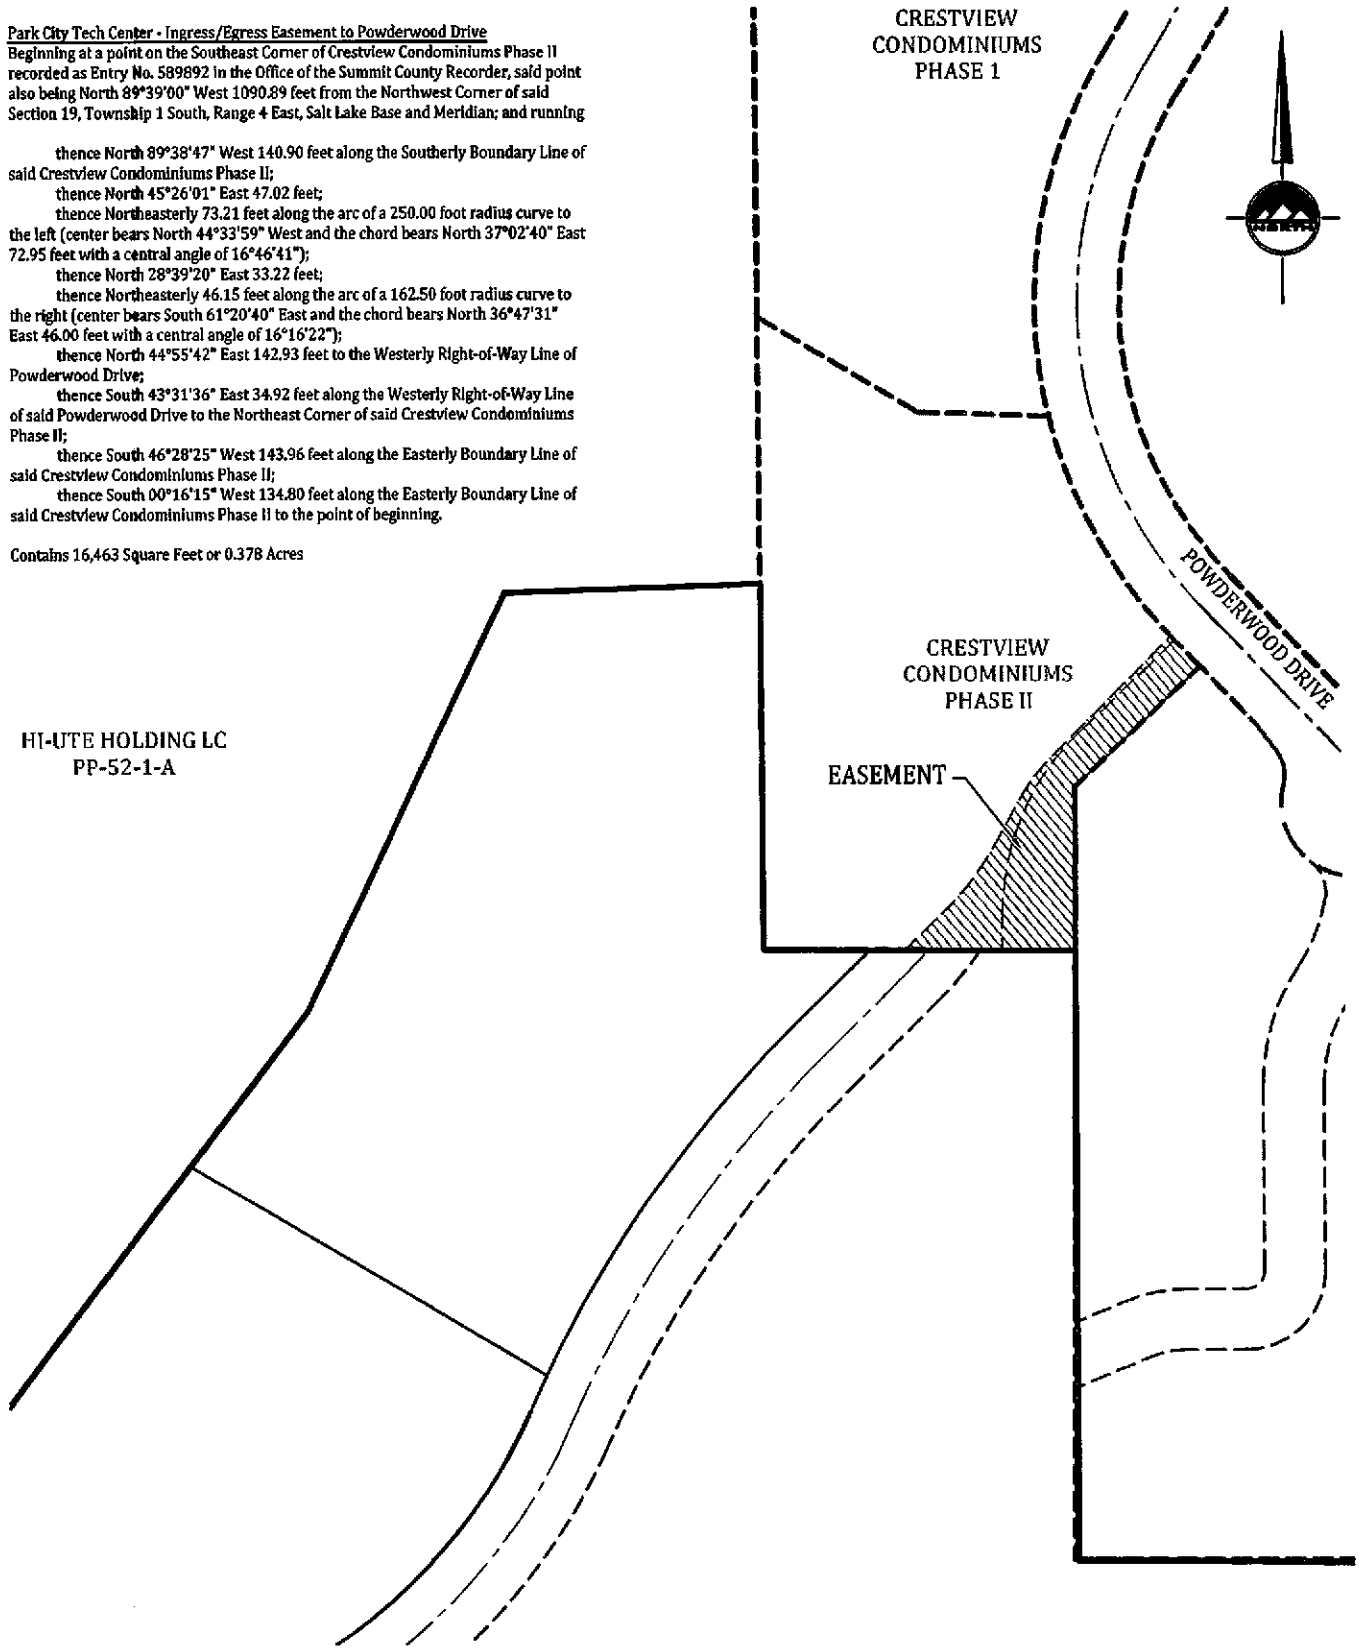 Park City Tech Center - Ingress/Egress Easement to Powderwood Drive
Beginning at a point on the Southeast Corner of Crestview Condominiums Phase II
recorded as Entry No. 589892 in the Office of the Summit County Recorder, said point
also being North 89°39'00" West 1090.89 feet from the Northwest Corner of said
Section 19, Township 1 South, Range 4 East, Salt Lake Base and Meridian; and running
thence North 89°38'47" West 140.90 feet along the Southerly Boundary Line of
said Crestview Condominiums Phase II;
thence North 45°26'01" East 47.02 feet;
thence Northeasterly 73.21 feet along the arc of a 250.00 foot radius curve to
the left (center bears North 44°33'59" West and the chord bears North 37°02'40" East
72.95 feet with a central angle of 16°46'41");
thence North 28°39'20" East 33.22 feet;
thence Northeasterly 46.15 feet along the arc of a 162.50 foot radius curve to
the right (center bears South 61°20'40" East and the chord bears North 36°47'31"
East 46.00 feet with a central angle of 16°16'22");
thence North 44°55'42" East 142.93 feet to the Westerly Right-of-Way Line of
Powderwood Drive;
thence South 43°31'36" East 34.92 feet along the Westerly Right-of-Way Line
of said Powderwood Drive to the Northeast Corner of said Crestview Condominiums
Phase II;
thence South 46°28'25" West 143.96 feet along the Easterly Boundary Line of
said Crestview Condominiums Phase II;
thence South 00°16'15" West 134.80 feet along the Easterly Boundary Line of
said Crestview Condominiums Phase II to the point of beginning.
Contains 16,463 Square Feet or 0.378 Acres
CRESTVIEW
CONDOMINIUMS
PHASE 1
NORTH
POWDERWOOD DRIVE
CRESTVIEW
CONDOMINIUMS
PHASE II
EASEMENT
HI-UTE HOLDING LC
PP-52-1-A